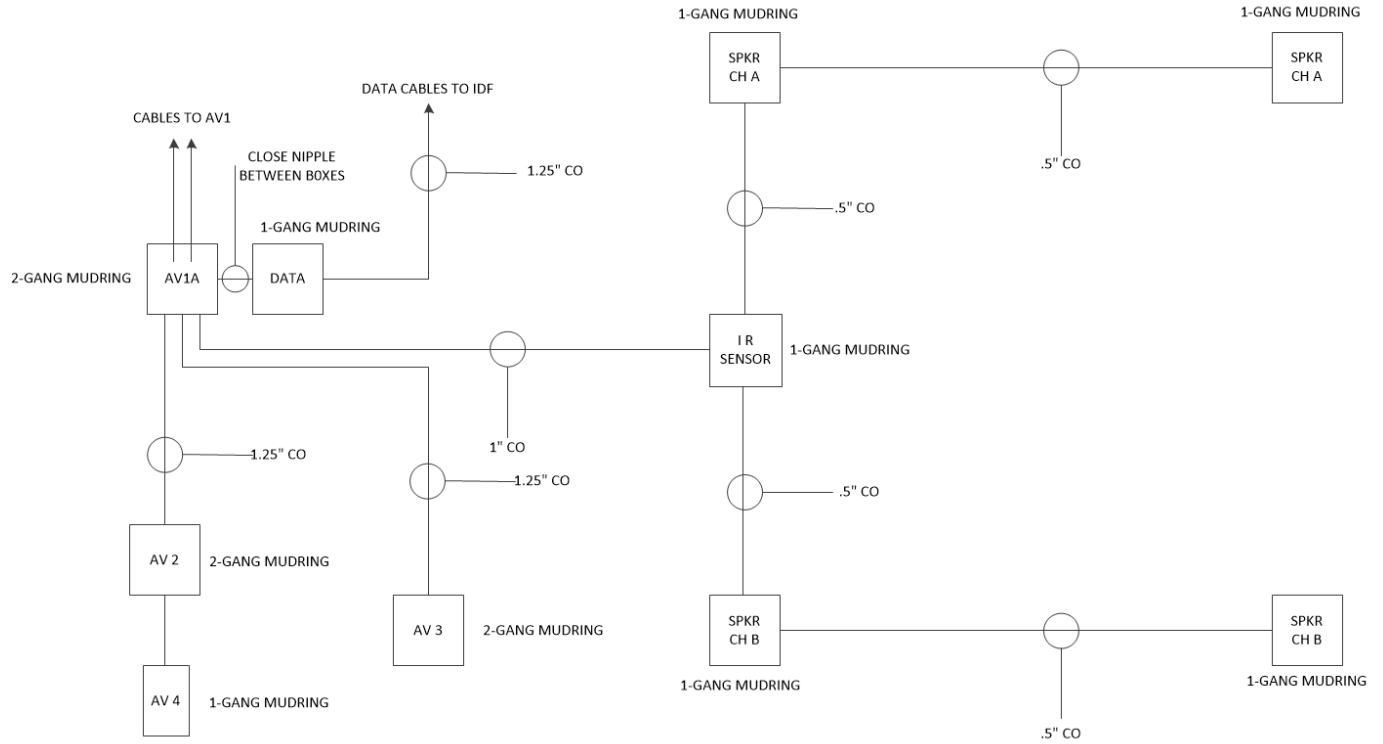 1-GANG MUDRING
1-GANG MUDRING
SPKR
CH A
SPKR
CH A
DATA CABLES TO IDF
CABLES TO AV1
CLOSE NIPPLE
BETWEEN BOXES
1.25" CO
.5" CO
.5" CO
1-GANG MUDRING
2-GANG MUDRING
AV1A
DATA
I R
SENSOR
1-GANG MUDRING
1" CO
1.25" CO
1.25" CO
.5" CO
AV 2
2-GANG MUDRING
AV 3
2-GANG MUDRING
SPKR
CH B
SPKR
CH B
1-GANG MUDRING
1-GANG MUDRING
AV 4
1-GANG MUDRING
.5" CO